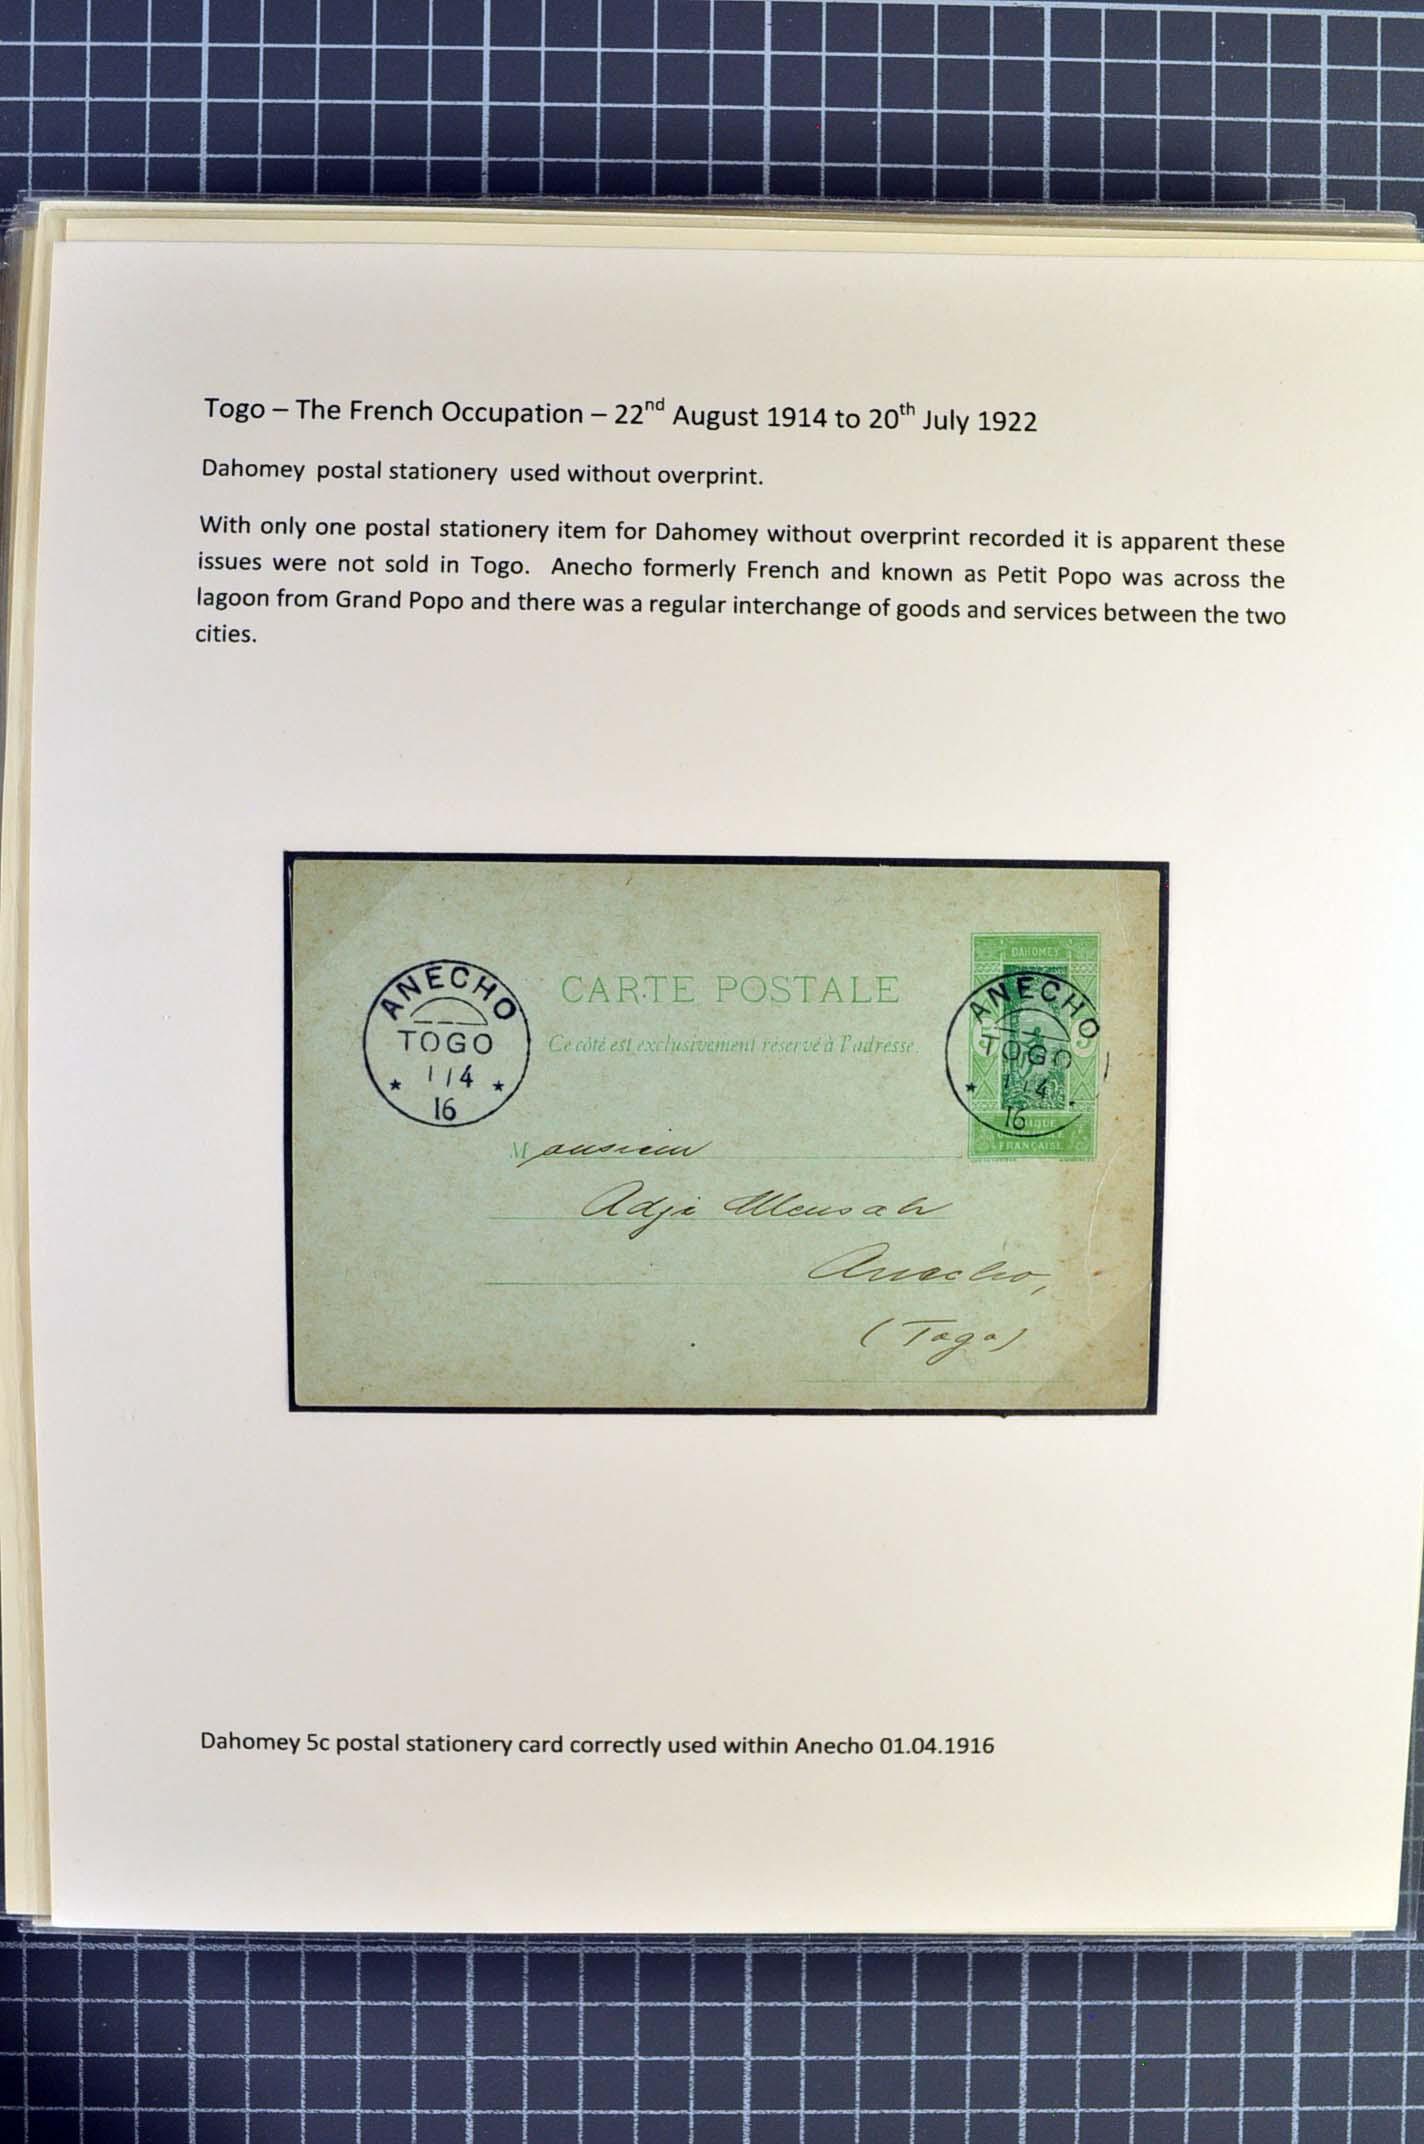 Togo – The French Occupation – 22nd August 1914 to 20th July 1922
Dahomey postal stationery used without overprint.
With only one postal stationery item for Dahomey without overprint recorded it is apparent these
issues were not sold in Togo. Anecho formerly French and known as Petit Popo was across the
lagoon from Grand Popo and there was a regular interchange of goods and services between the two
cities.
ANECHO
TOGO
1 4
16
CARTE POSTALE
Ce côté est exclusivement réservé à l'adresse.
DAHOMEY
5 5
FRANÇAISE
ANECHO
TOGO
1 4
16
Monsieur
Adji Mensah
Anecho,
(Togo)
Dahomey 5c postal stationery card correctly used within Anecho 01.04.1916